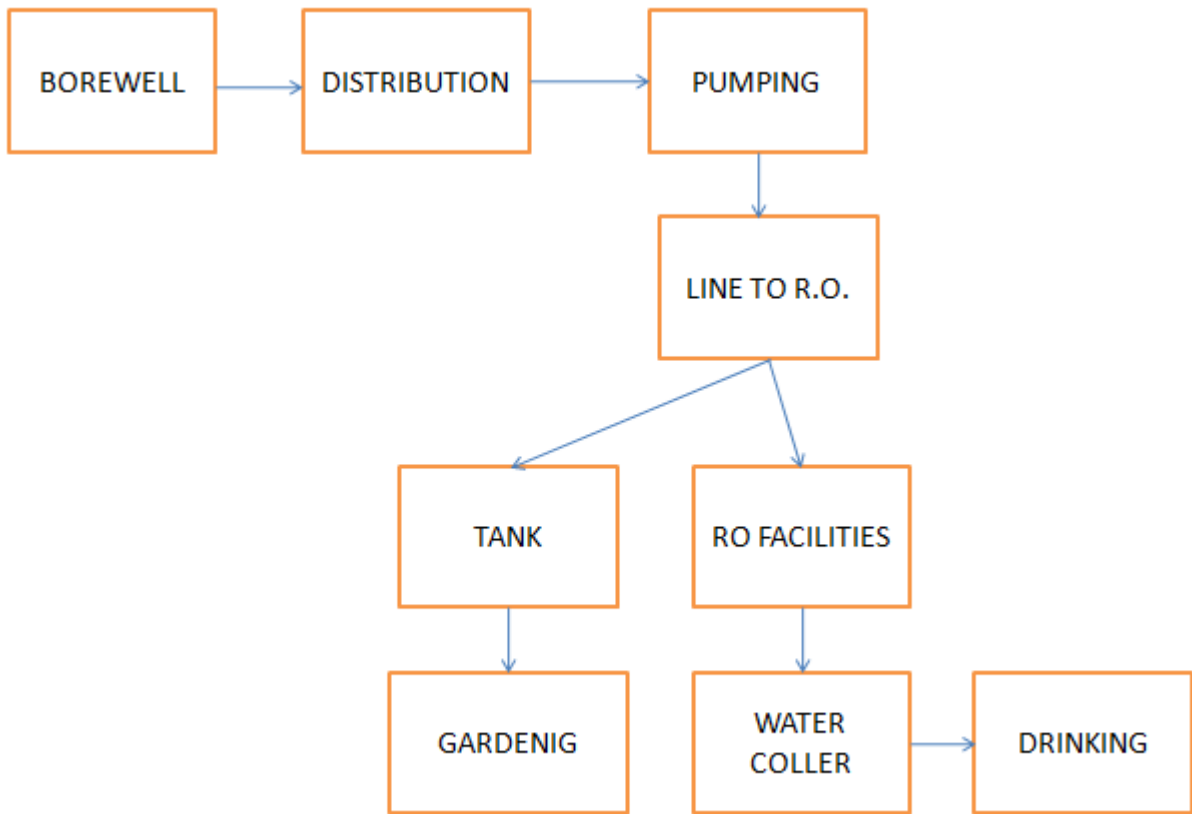 BOREWELL
DISTRIBUTION
PUMPING
LINE TO R.O.
TANK
RO FACILITIES
GARDENIG
WATER
COLLER
DRINKING